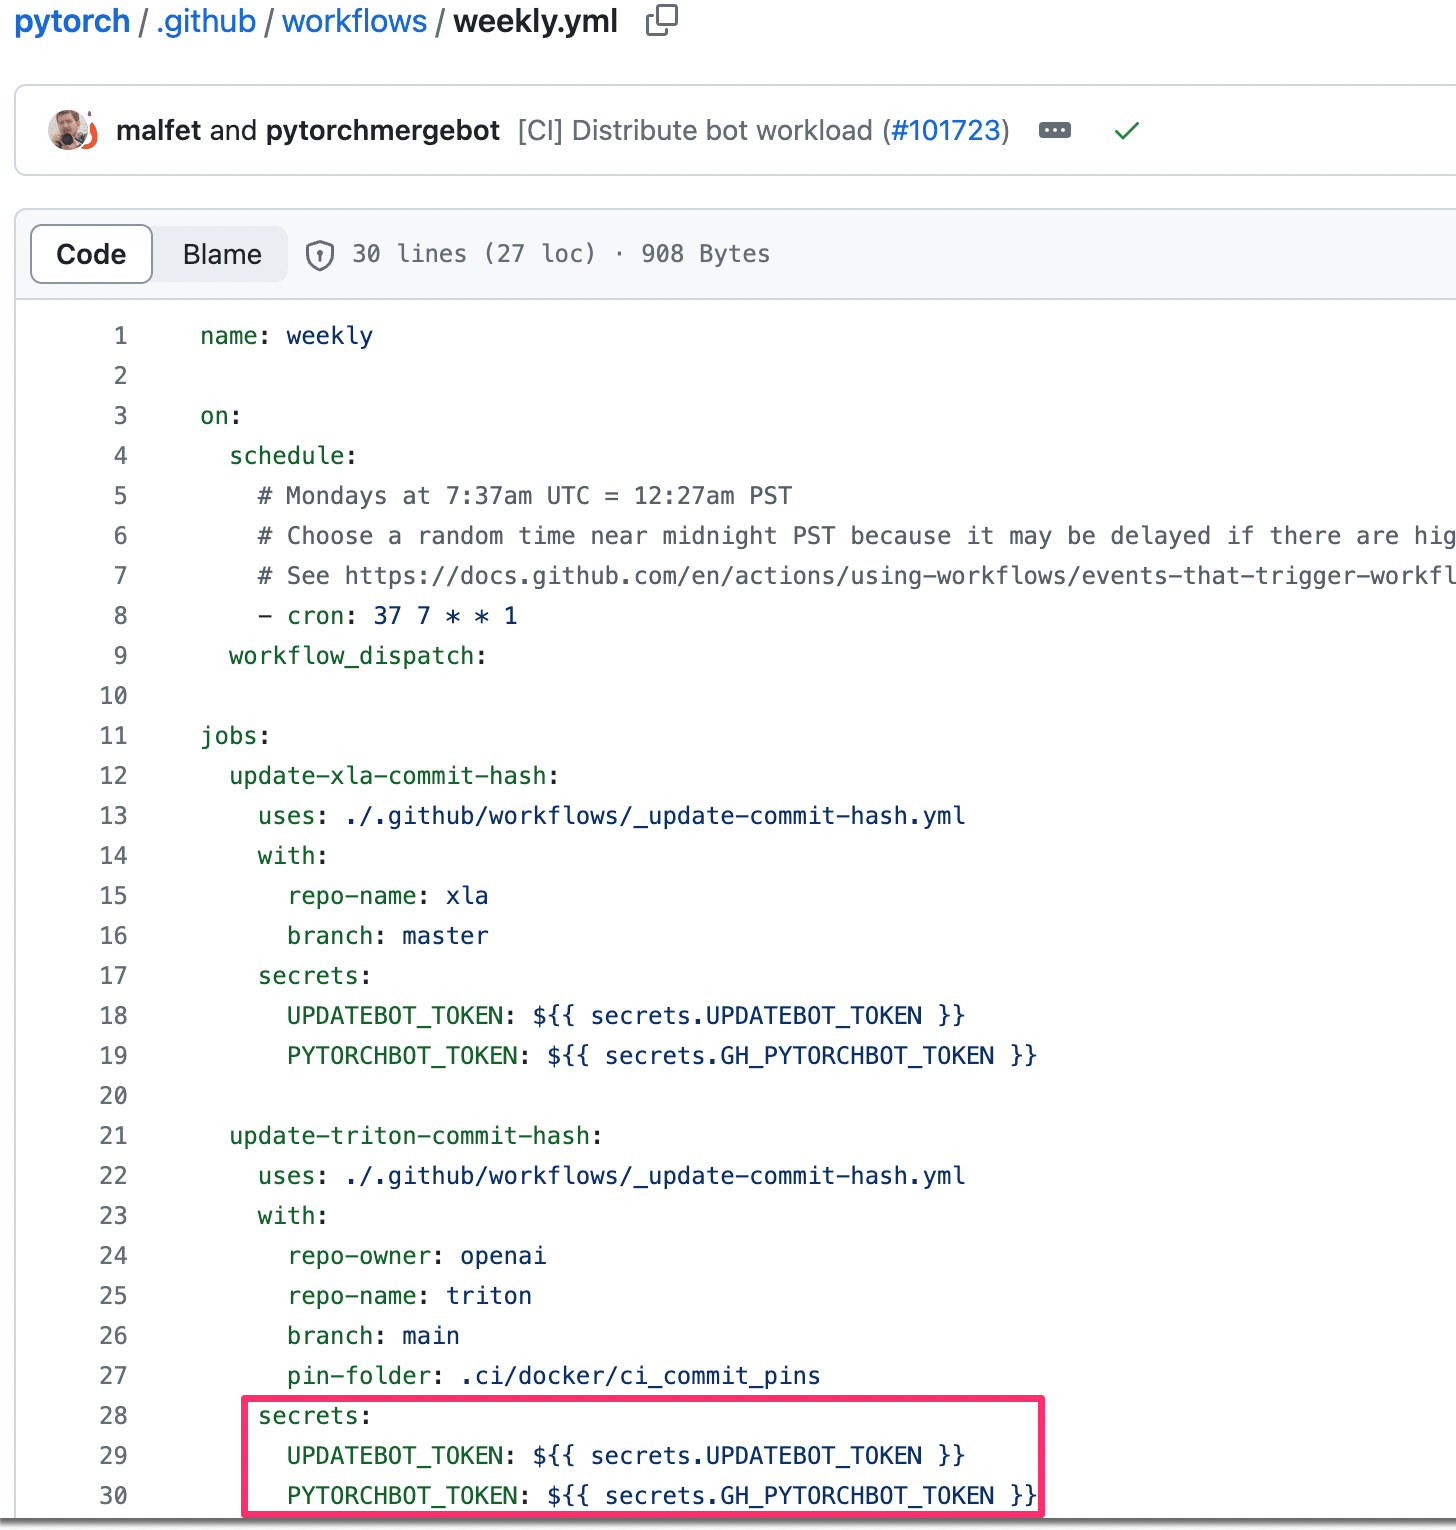 pytorch / .github / workflows / weekly.yml
malfet and pytorchmergebot [CI] Distribute bot workload (#101723)
Code Blame 30 lines (27 loc) · 908 Bytes
1 name: weekly
2
3 on:
4   schedule:
5     # Mondays at 7:37am UTC = 12:27am PST
6     # Choose a random time near midnight PST because it may be delayed if there are
7     # See https://docs.github.com/en/actions/using-workflows/events-that-trigger-
8     - cron: 37 7 * * 1
9   workflow_dispatch:
10
11 jobs:
12   update-xla-commit-hash:
13     uses: ./.github/workflows/_update-commit-hash.yml
14     with:
15       repo-name: xla
16       branch: master
17     secrets:
18       UPDATEBOT_TOKEN: ${{ secrets.UPDATEBOT_TOKEN }}
19       PYTORCHBOT_TOKEN: ${{ secrets.GH_PYTORCHBOT_TOKEN }}
20
21   update-triton-commit-hash:
22     uses: ./.github/workflows/_update-commit-hash.yml
23     with:
24       repo-owner: openai
25       repo-name: triton
26       branch: main
27       pin-folder: .ci/docker/ci_commit_pins
28     secrets:
29       UPDATEBOT_TOKEN: ${{ secrets.UPDATEBOT_TOKEN }}
30       PYTORCHBOT_TOKEN: ${{ secrets.GH_PYTORCHBOT_TOKEN }}